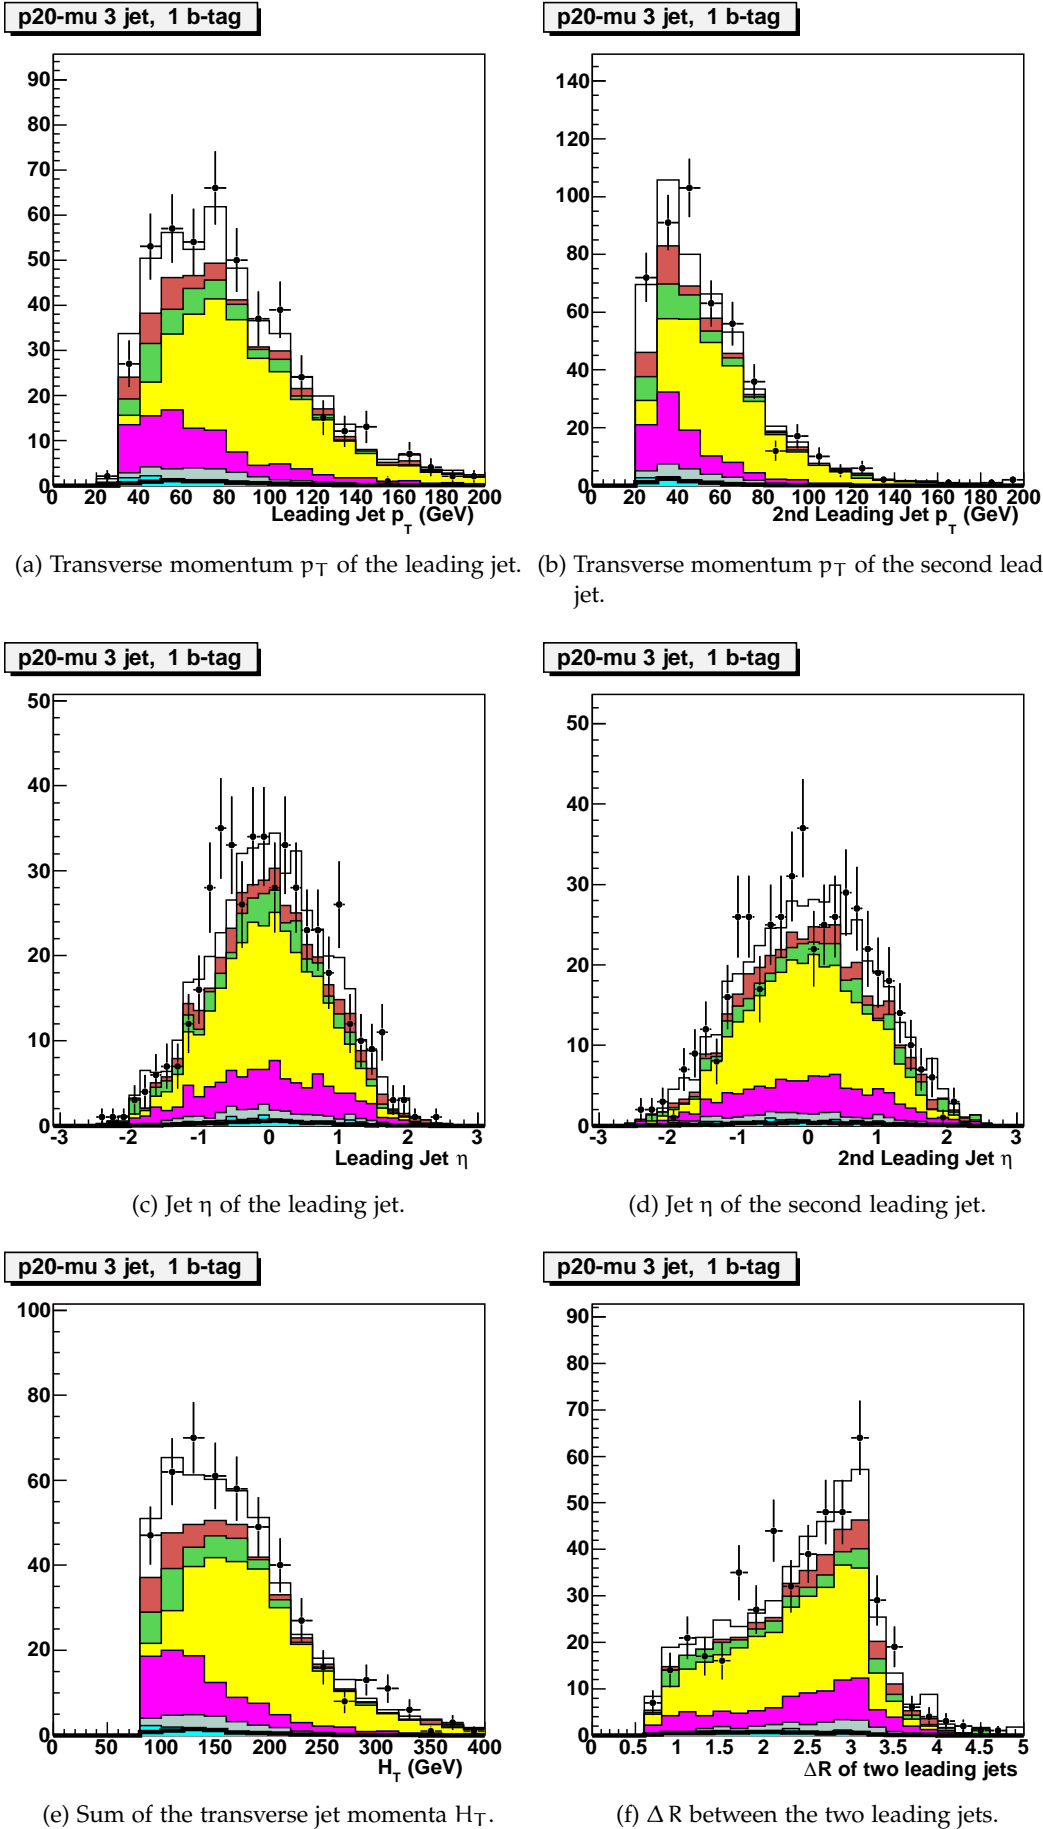 p20-mu 3 jet, 1 b-tag
90
80
70
60
50
40
30
20
10
0
0 20 40 60 80 100 120 140 160 180 200
Leading Jet pT (GeV)
(a) Transverse momentum pT of the leading jet.
p20-mu 3 jet, 1 b-tag
140
120
100
80
60
40
20
0
0 20 40 60 80 100 120 140 160 180 200
2nd Leading Jet pT (GeV)
(b) Transverse momentum pT of the second lead
jet.
p20-mu 3 jet, 1 b-tag
50
40
30
20
10
0
-3 -2 -1 0 1 2 3
Leading Jet η
(c) Jet η of the leading jet.
p20-mu 3 jet, 1 b-tag
50
40
30
20
10
0
-3 -2 -1 0 1 2 3
2nd Leading Jet η
(d) Jet η of the second leading jet.
p20-mu 3 jet, 1 b-tag
100
80
60
40
20
0
0 50 100 150 200 250 300 350 400
HT (GeV)
(e) Sum of the transverse jet momenta HT.
p20-mu 3 jet, 1 b-tag
90
80
70
60
50
40
30
20
10
0
0 0.5 1 1.5 2 2.5 3 3.5 4 4.5 5
ΔR of two leading jets
(f) ΔR between the two leading jets.